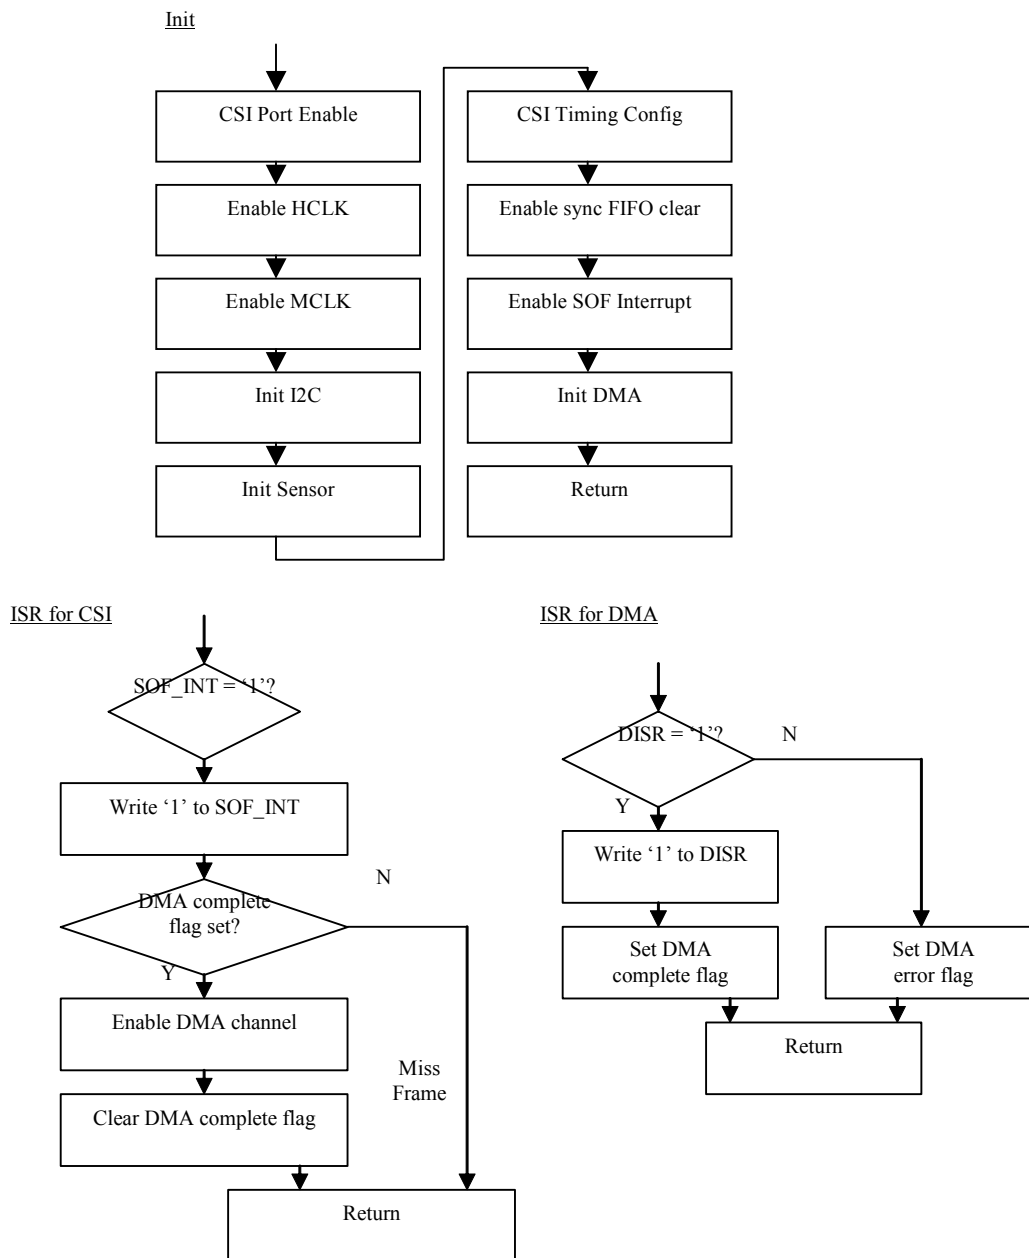 Init
CSI Port Enable
Enable HCLK
Enable MCLK
Init I2C
Init Sensor
CSI Timing Config
Enable sync FIFO clear
Enable SOF Interrupt
Init DMA
Return
ISR for CSI
SOF_INT = ‘1’?
Write ‘1’ to SOF_INT
DMA complete
flag set?
N
Y
Enable DMA channel
Clear DMA complete flag
Miss
Frame
Return
ISR for DMA
DISR = ‘1’?
N
Y
Write ‘1’ to DISR
Set DMA
complete flag
Set DMA
error flag
Return